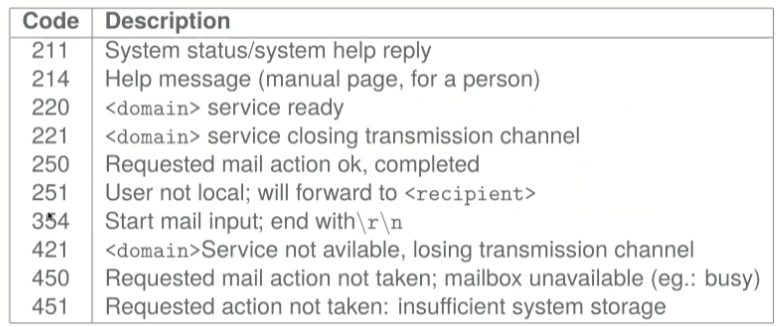 Code Description
211 System status/system help reply
214 Help message (manual page, for a person)
220 <domain> service ready
221 <domain> service closing transmission channel
250 Requested mail action ok, completed
251 User not local; will forward to <recipient>
354 Start mail input; end with\r\n
421 <domain>Service not avilable, losing transmission channel
450 Requested mail action not taken; mailbox unavailable (eg.: busy)
451 Requested action not taken: insufficient system storage